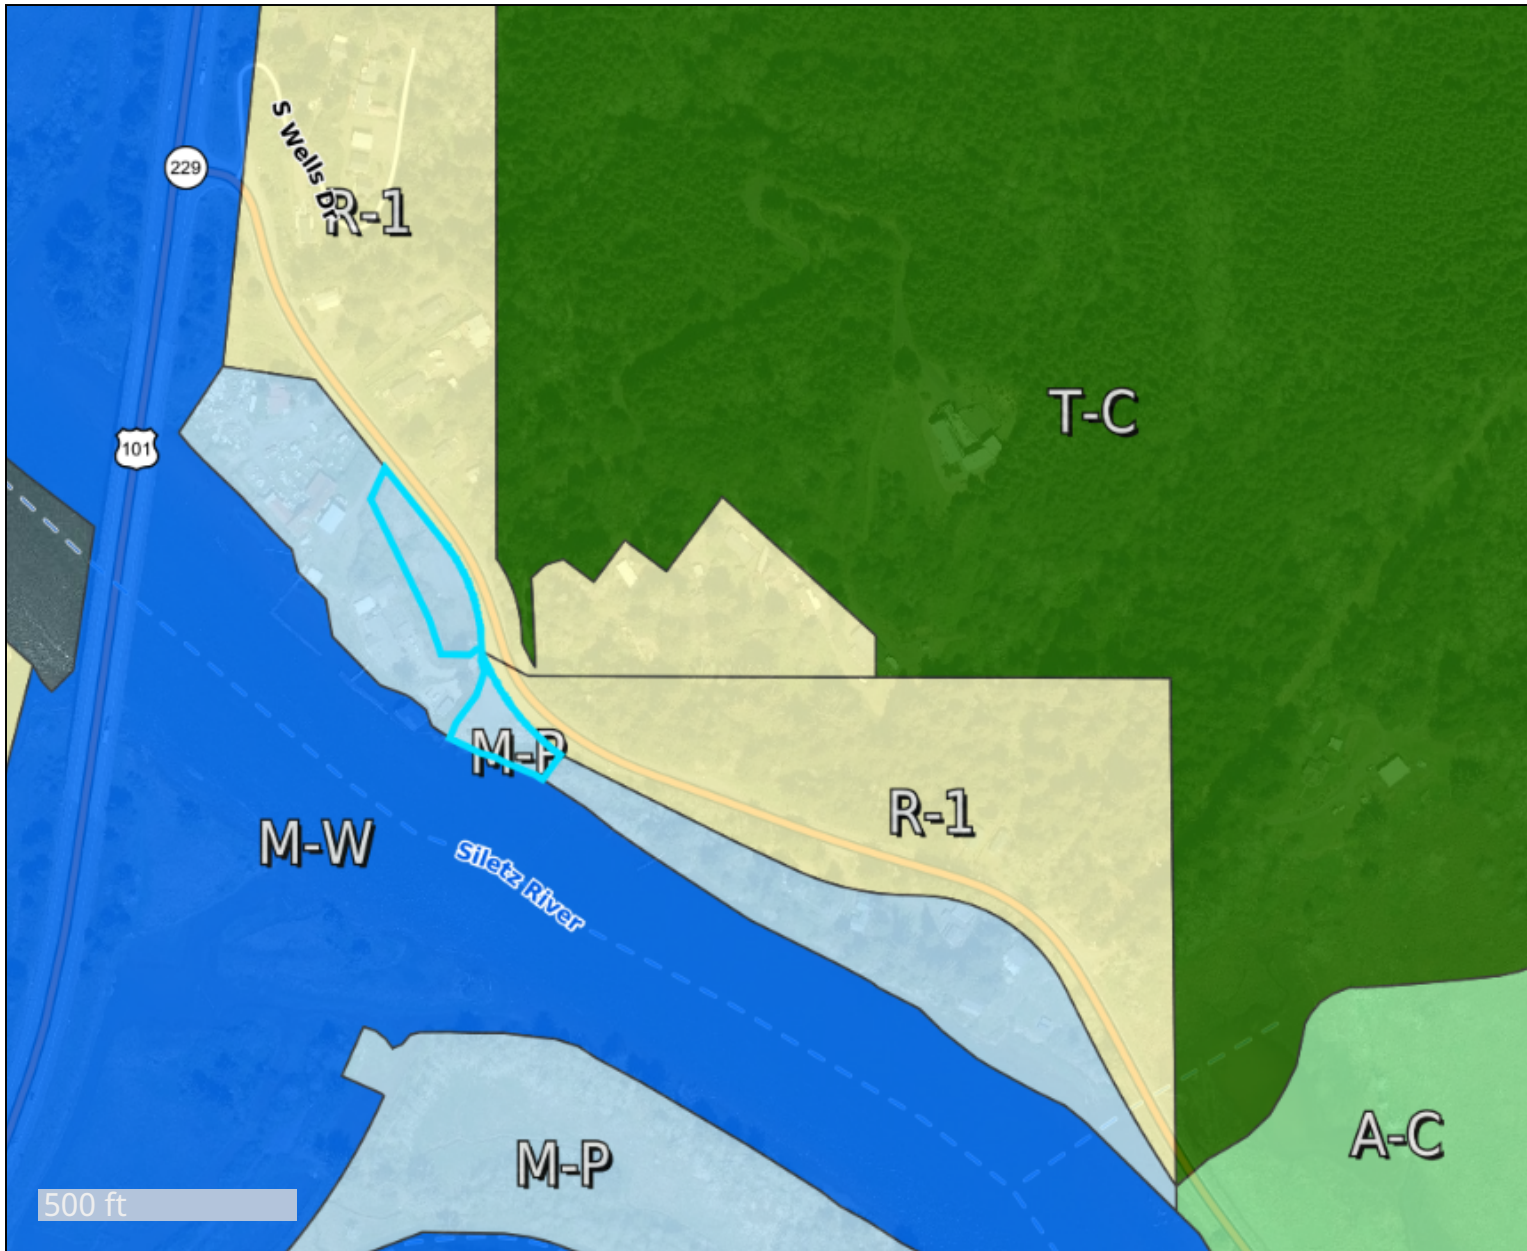 S Wells Dr
229
R-1
T-C
101
M-P
R-1
M-W
Siletz River
A-C
M-P
500 ft